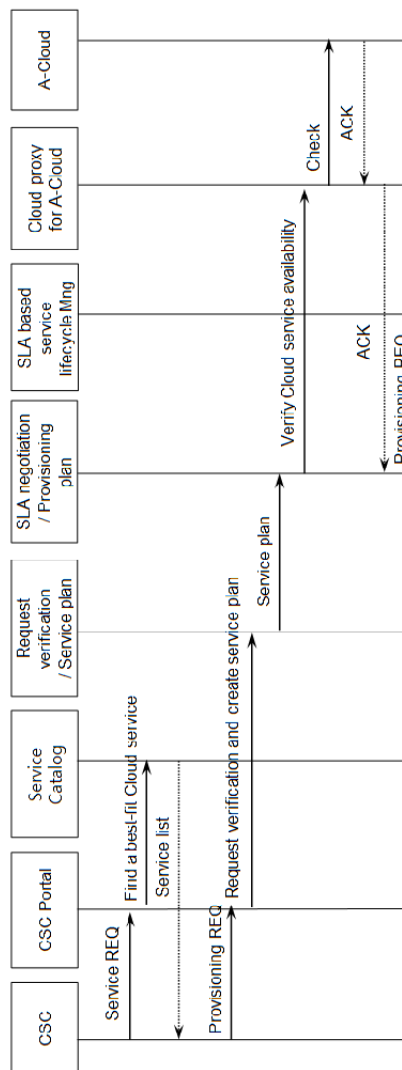 CSC
CSC Portal
Service
Catalog
Request
verification
/ Service plan
SLA negotiation
/ Provisioning
plan
SLA based
service
lifecycle Mng
Cloud proxy
for A-Cloud
A-Cloud
Service REQ
Find a best-fit Cloud service
Service list
Provisioning REQ
Request verification and create service plan
Service plan
Verify Cloud service availability
Check
ACK
ACK
Provisioning REQ